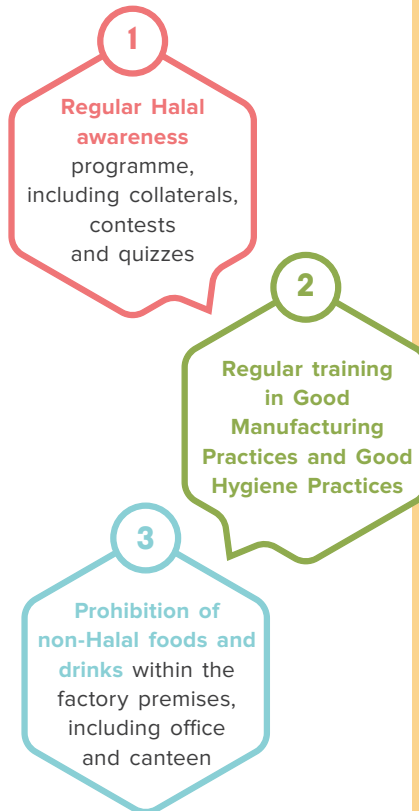 1
Regular Halal
awareness
programme,
including collaterals,
contests
and quizzes
2
Regular training
in Good
Manufacturing
Practices and Good
Hygiene Practices
3
Prohibition of
non-Halal foods and
drinks within the
factory premises,
including office
and canteen